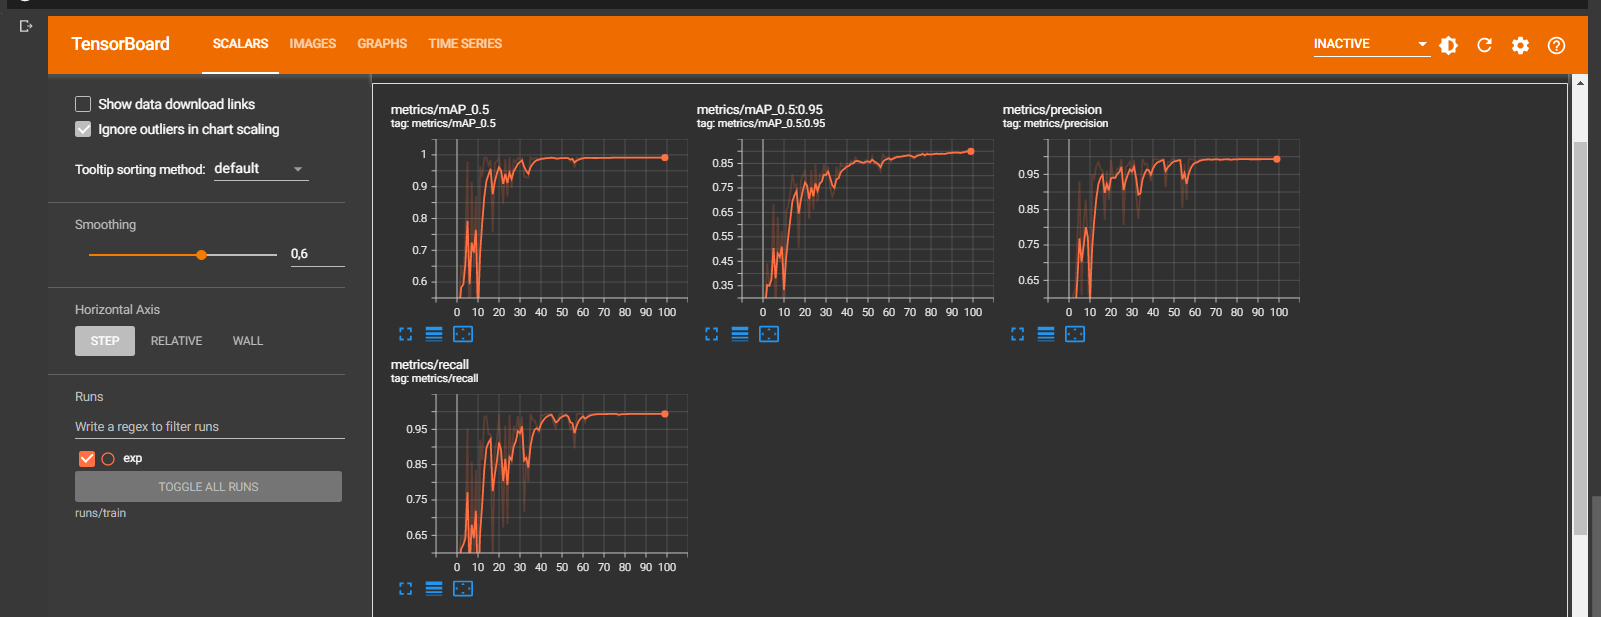 TensorBoard SCALARS IMAGES GRAPHS TIME SERIES INACTIVE
Show data download links
Ignore outliers in chart scaling
Tooltip sorting method: default
Smoothing
0,6
Horizontal Axis
STEP RELATIVE WALL
Runs
Write a regex to filter runs
exp
TOGGLE ALL RUNS
runs/train
metrics/mAP_0.5
tag: metrics/mAP_0.5
1
0.9
0.8
0.7
0.6
0 10 20 30 40 50 60 70 80 90 100
metrics/mAP_0.5:0.95
tag: metrics/mAP_0.5:0.95
0.85
0.75
0.65
0.55
0.45
0.35
0 10 20 30 40 50 60 70 80 90 100
metrics/precision
tag: metrics/precision
0.95
0.85
0.75
0.65
0 10 20 30 40 50 60 70 80 90 100
metrics/recall
tag: metrics/recall
0.95
0.85
0.75
0.65
0 10 20 30 40 50 60 70 80 90 100